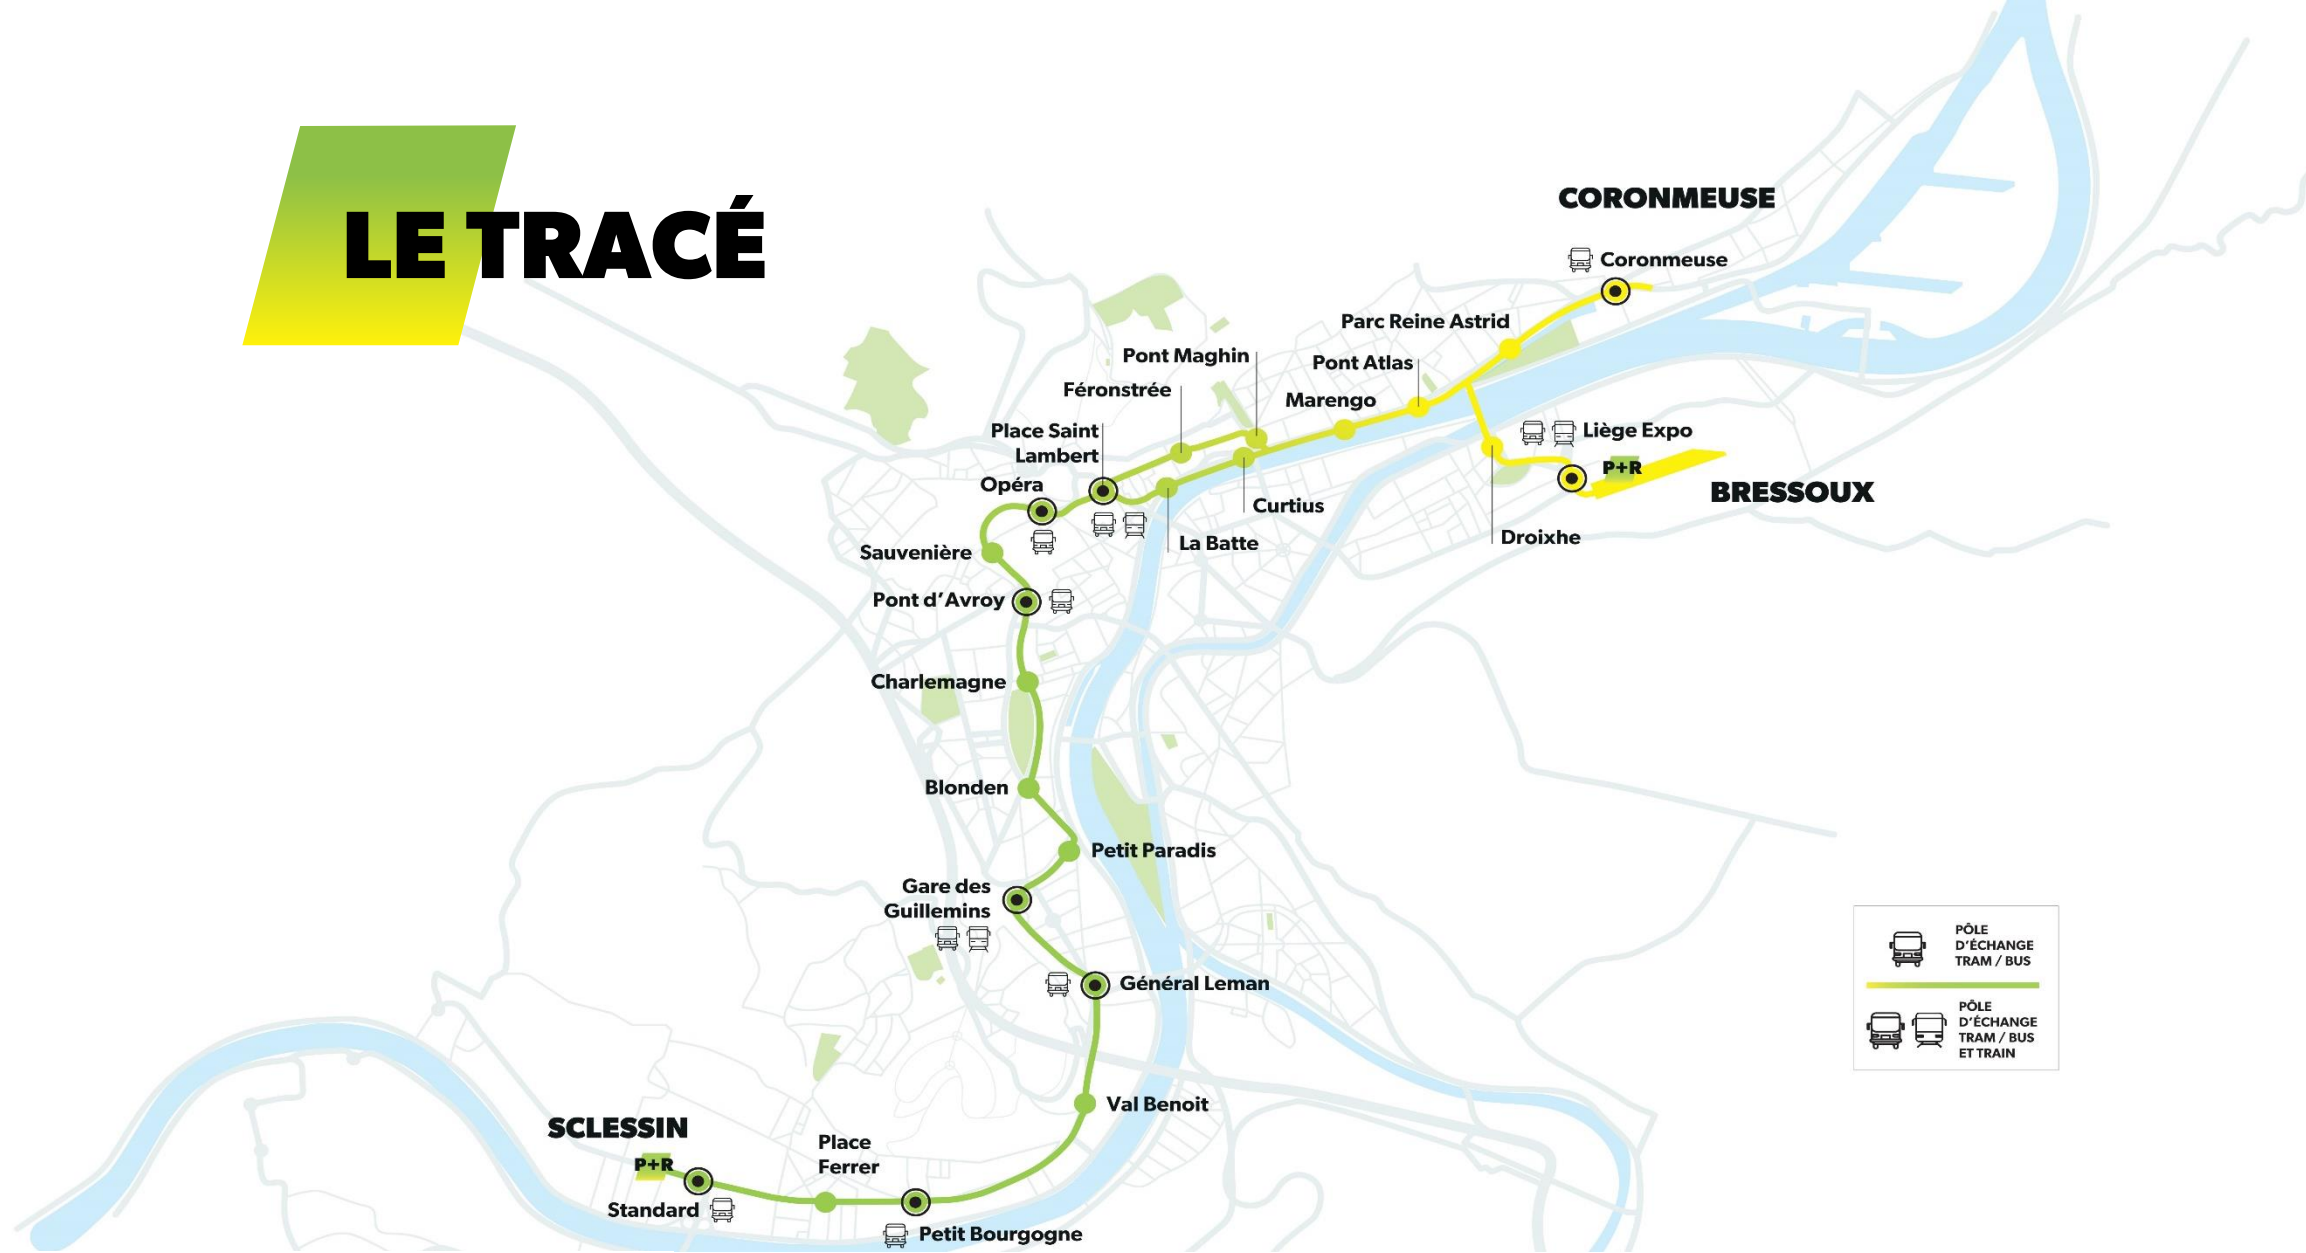 LE TRACÉ
CORONMEUSE
Coronmeuse
Parc Reine Astrid
Pont Maghin
Pont Atlas
Féronstrée
Marengo
Place Saint
Lambert
Liège Expo
P+R
BRESSOUX
Opéra
Curtius
Droixhe
La Batte
Sauvenière
Pont d'Avroy
Charlemagne
Blonden
Petit Paradis
Gare des
Guillemins
Général Leman
Val Benoit
SCLESSIN
P+R
Standard
Place
Ferrer
Petit Bourgogne
PÔLE
D'ÉCHANGE
TRAM / BUS
PÔLE
D'ÉCHANGE
TRAM / BUS
ET TRAIN